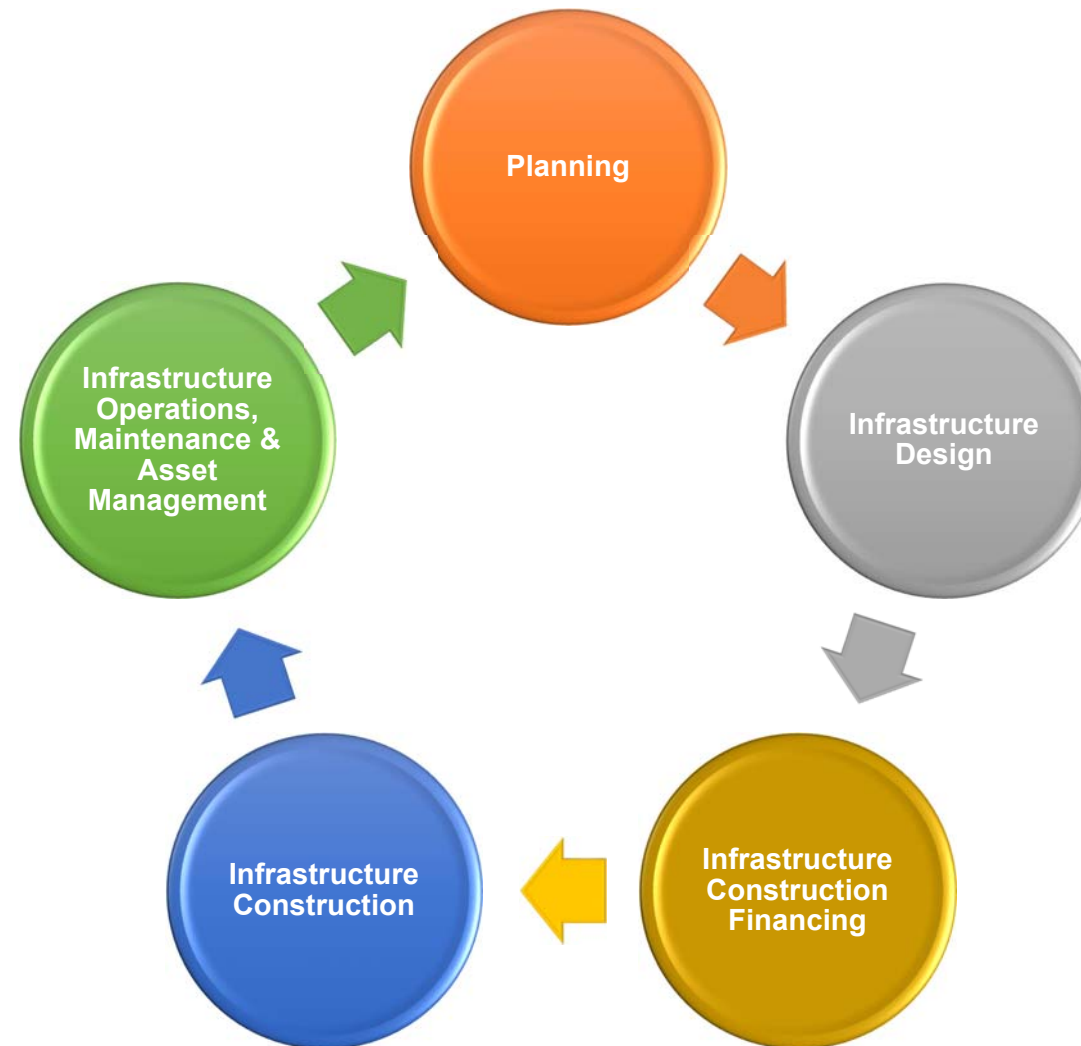 Planning
Infrastructure
Design
Infrastructure
Construction
Financing
Infrastructure
Construction
Infrastructure
Operations,
Maintenance &
Asset
Management